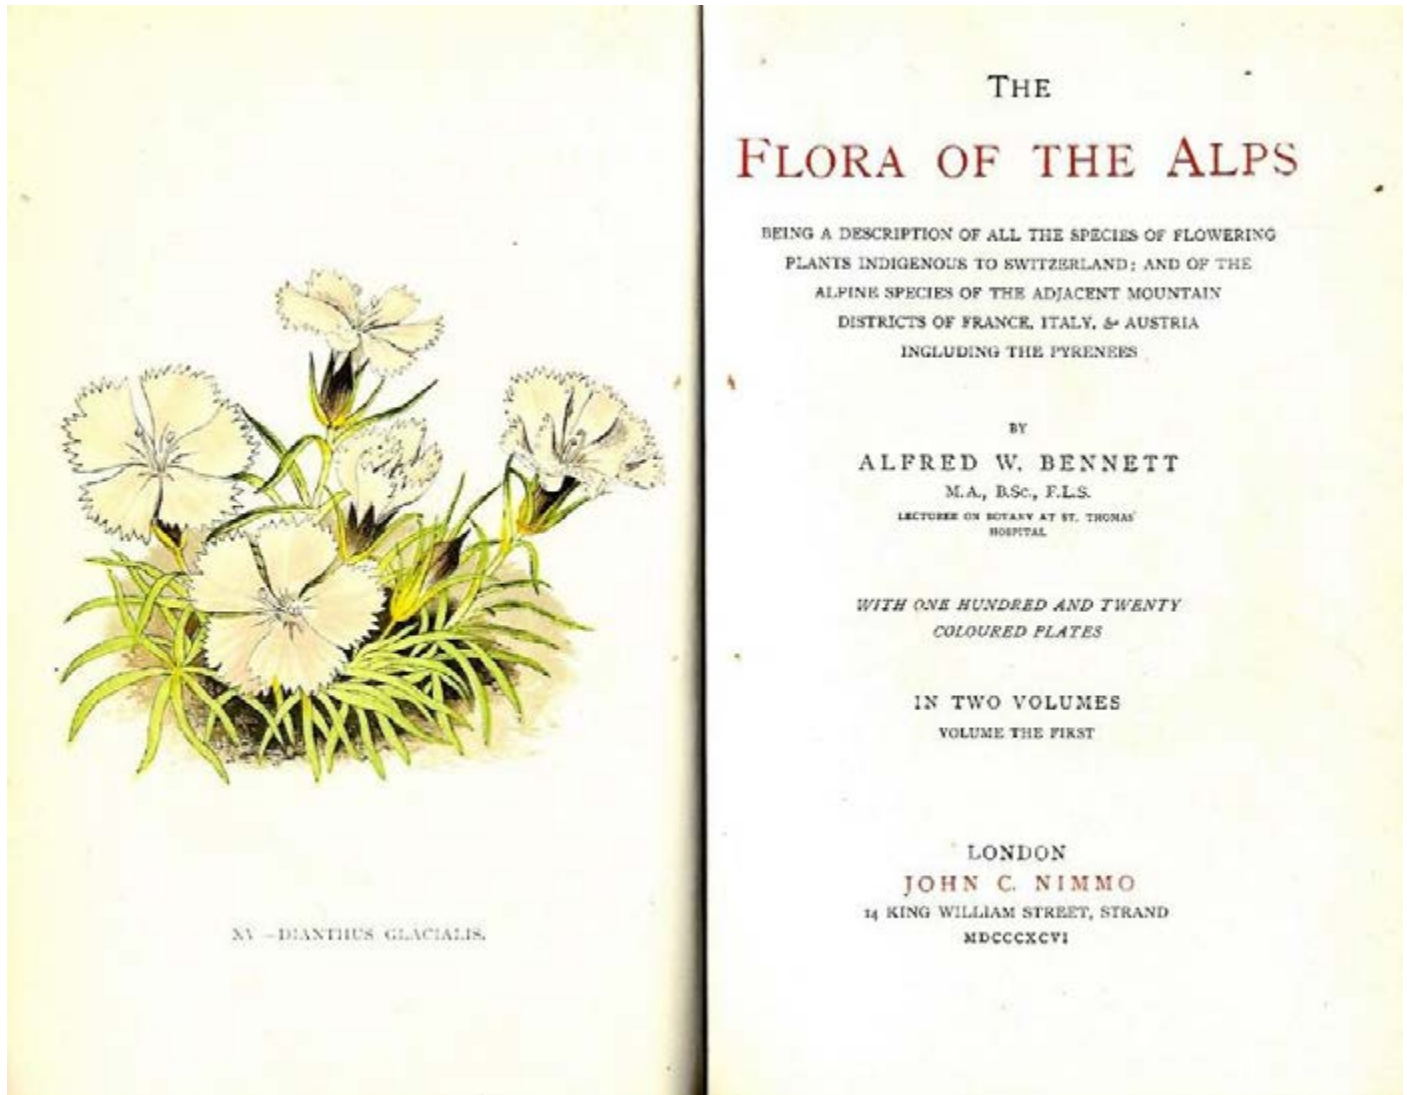 XV —DIANTHUS GLACIALIS.
THE
FLORA OF THE ALPS
BEING A DESCRIPTION OF ALL THE SPECIES OF FLOWERING
PLANTS INDIGENOUS TO SWITZERLAND; AND OF THE
ALPINE SPECIES OF THE ADJACENT MOUNTAIN
DISTRICTS OF FRANCE, ITALY, & AUSTRIA
INCLUDING THE PYRENEES
BY
ALFRED W. BENNETT
M.A., B.Sc., F.L.S.
LECTURER ON BOTANY AT ST. THOMAS'
HOSPITAL
WITH ONE HUNDRED AND TWENTY
COLOURED PLATES
IN TWO VOLUMES
VOLUME THE FIRST
LONDON
JOHN C. NIMMO
14 KING WILLIAM STREET, STRAND
MDCCCXCVI